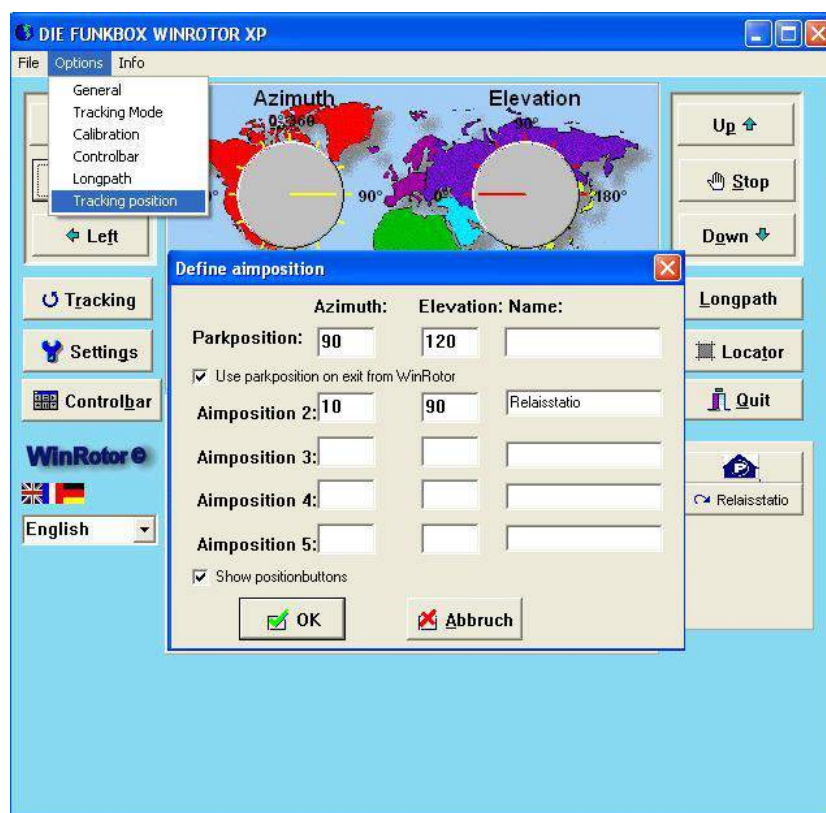 DIE FUNKBOX WINROTOR XP
File Options Info
General
Tracking Mode
Calibration
Controlbar
Longpath
Tracking position
Azimuth
Elevation
90°
180°
Up
Stop
Down
Left
Tracking
Settings
Controlbar
Longpath
Locator
Quit
WinRotor
English
Relaisstatio
Define aimposition
Azimuth: Elevation: Name:
Parkposition: 90 120
Use parkposition on exit from WinRotor
Aimposition 2: 10 90 Relaisstatio
Aimposition 3:
Aimposition 4:
Aimposition 5:
Show positionbuttons
OK Abbruch